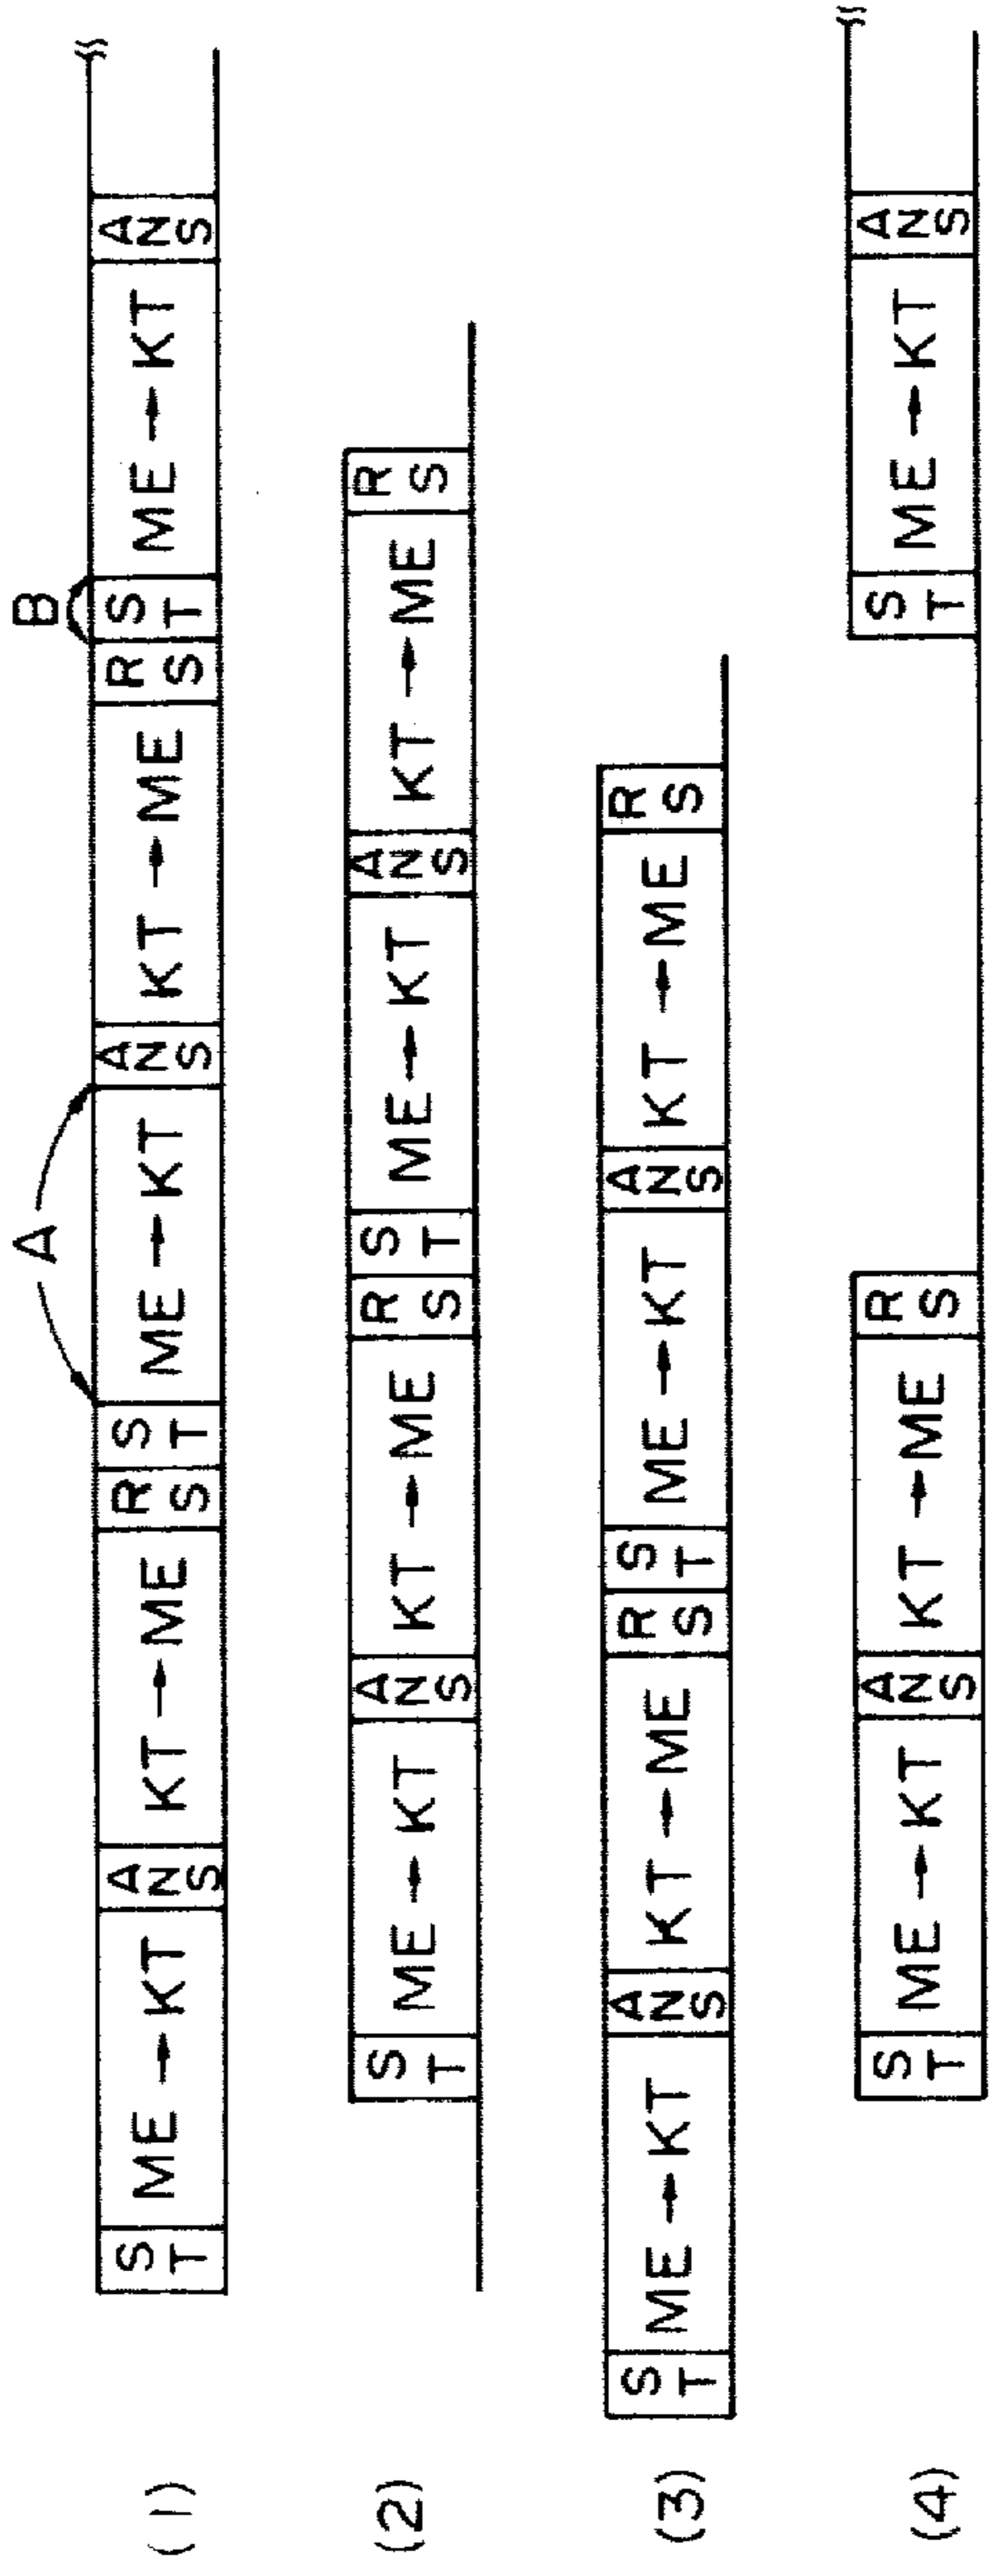 A B
(1) ST ME→KT ANS KT→ME RS ST ME→KT ANS KT→ME RS ST ME→KT ANS
(2) ST ME→KT ANS KT→ME RS ST ME→KT ANS KT→ME RS
(3) ST ME→KT ANS KT→ME RS ST ME→KT ANS KT→ME RS
(4) ST ME→KT ANS KT→ME RS ST ME→KT ANS